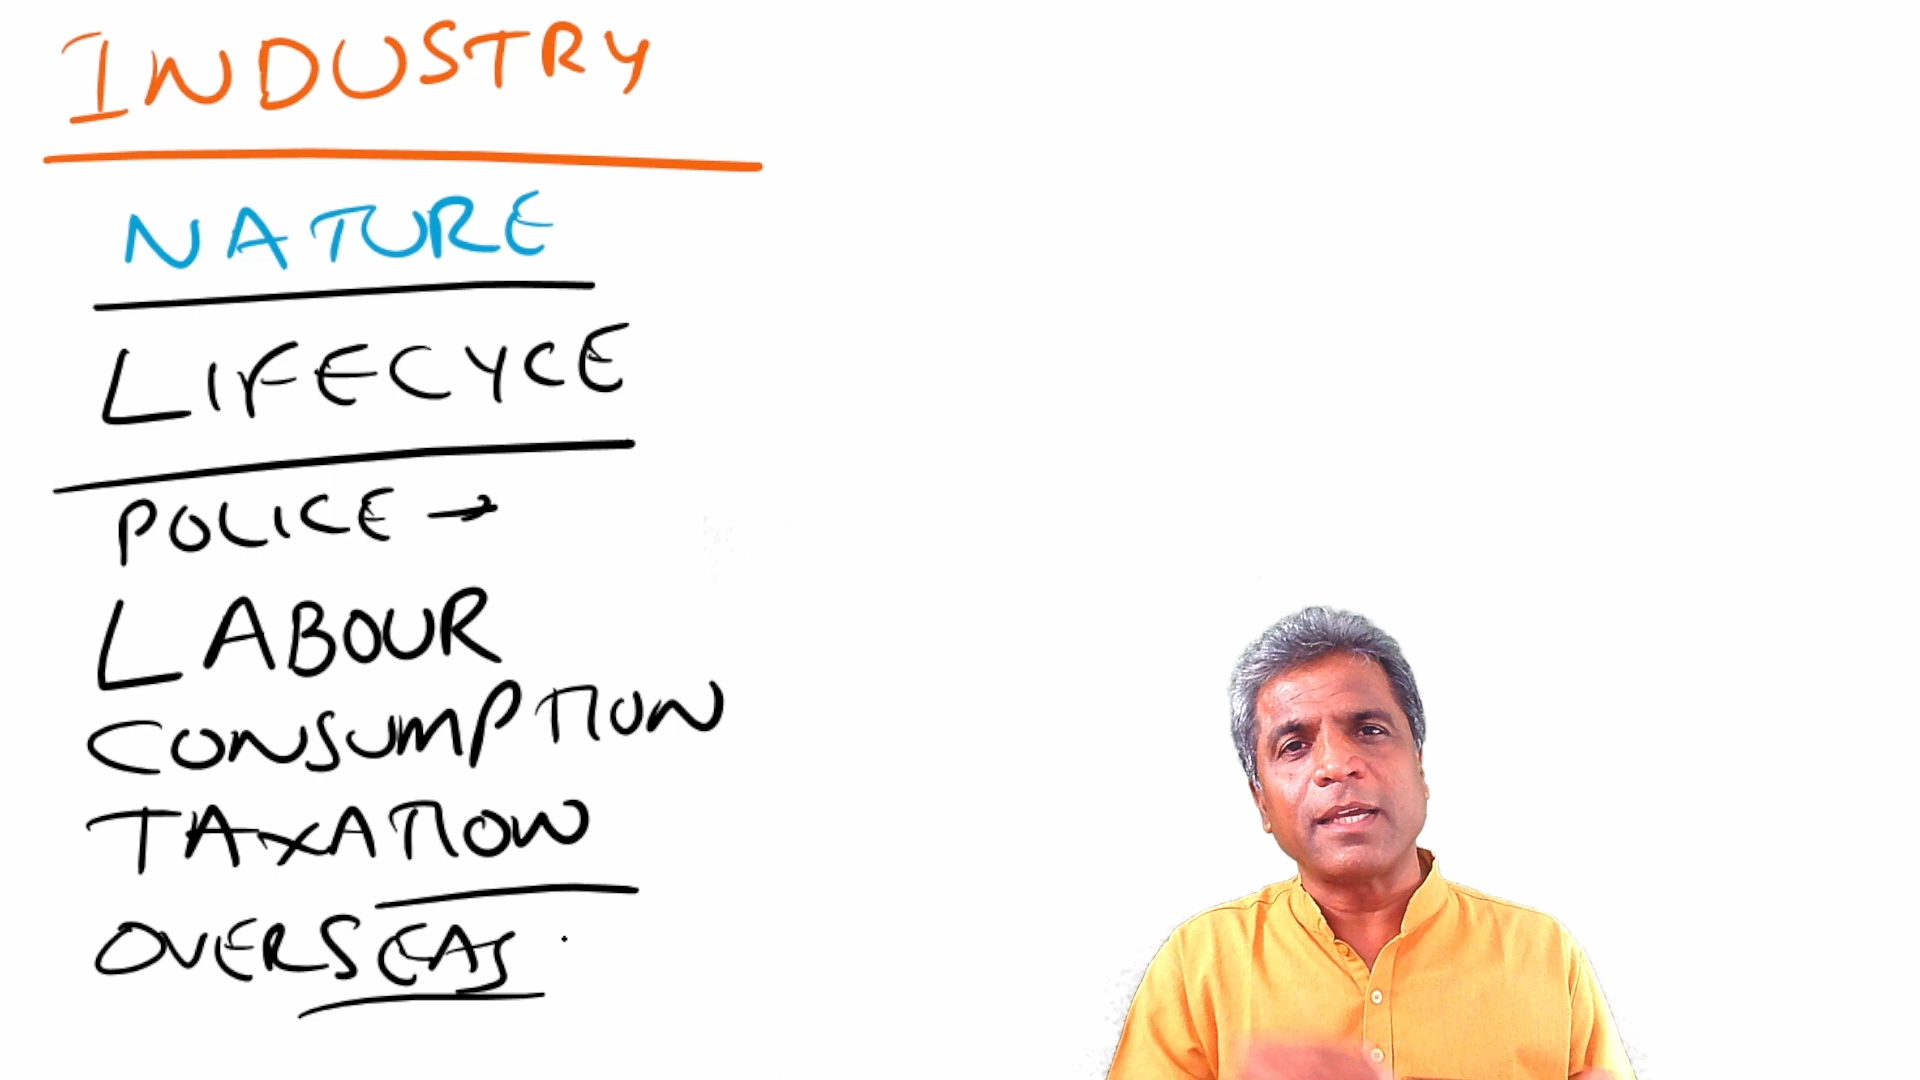 INDUSTRY
NATURE
LIFECYCE
POLICE →
LABOUR
CONSUMPTION
TAXATION
OVERSEAS